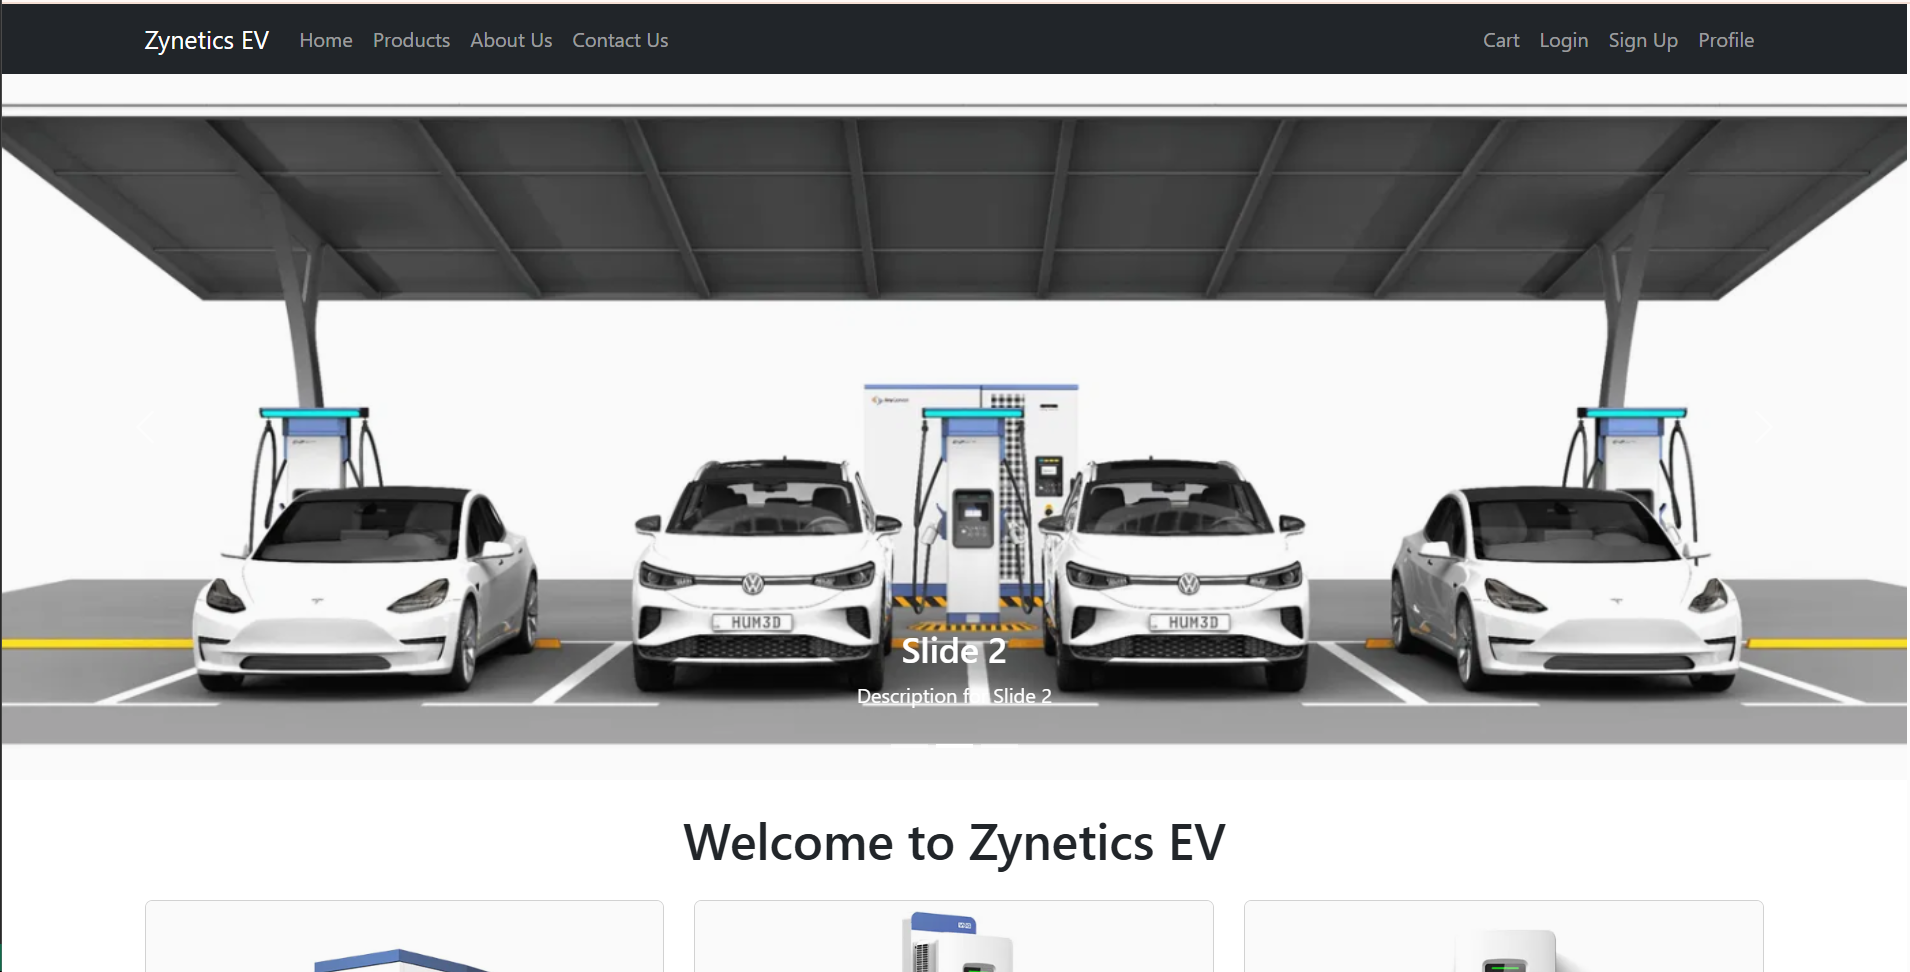 Zynetics EV Home Products About Us Contact Us Cart Login Sign Up Profile
HUM3D
HUM3D
Slide 2
Description for Slide 2
Welcome to Zynetics EV